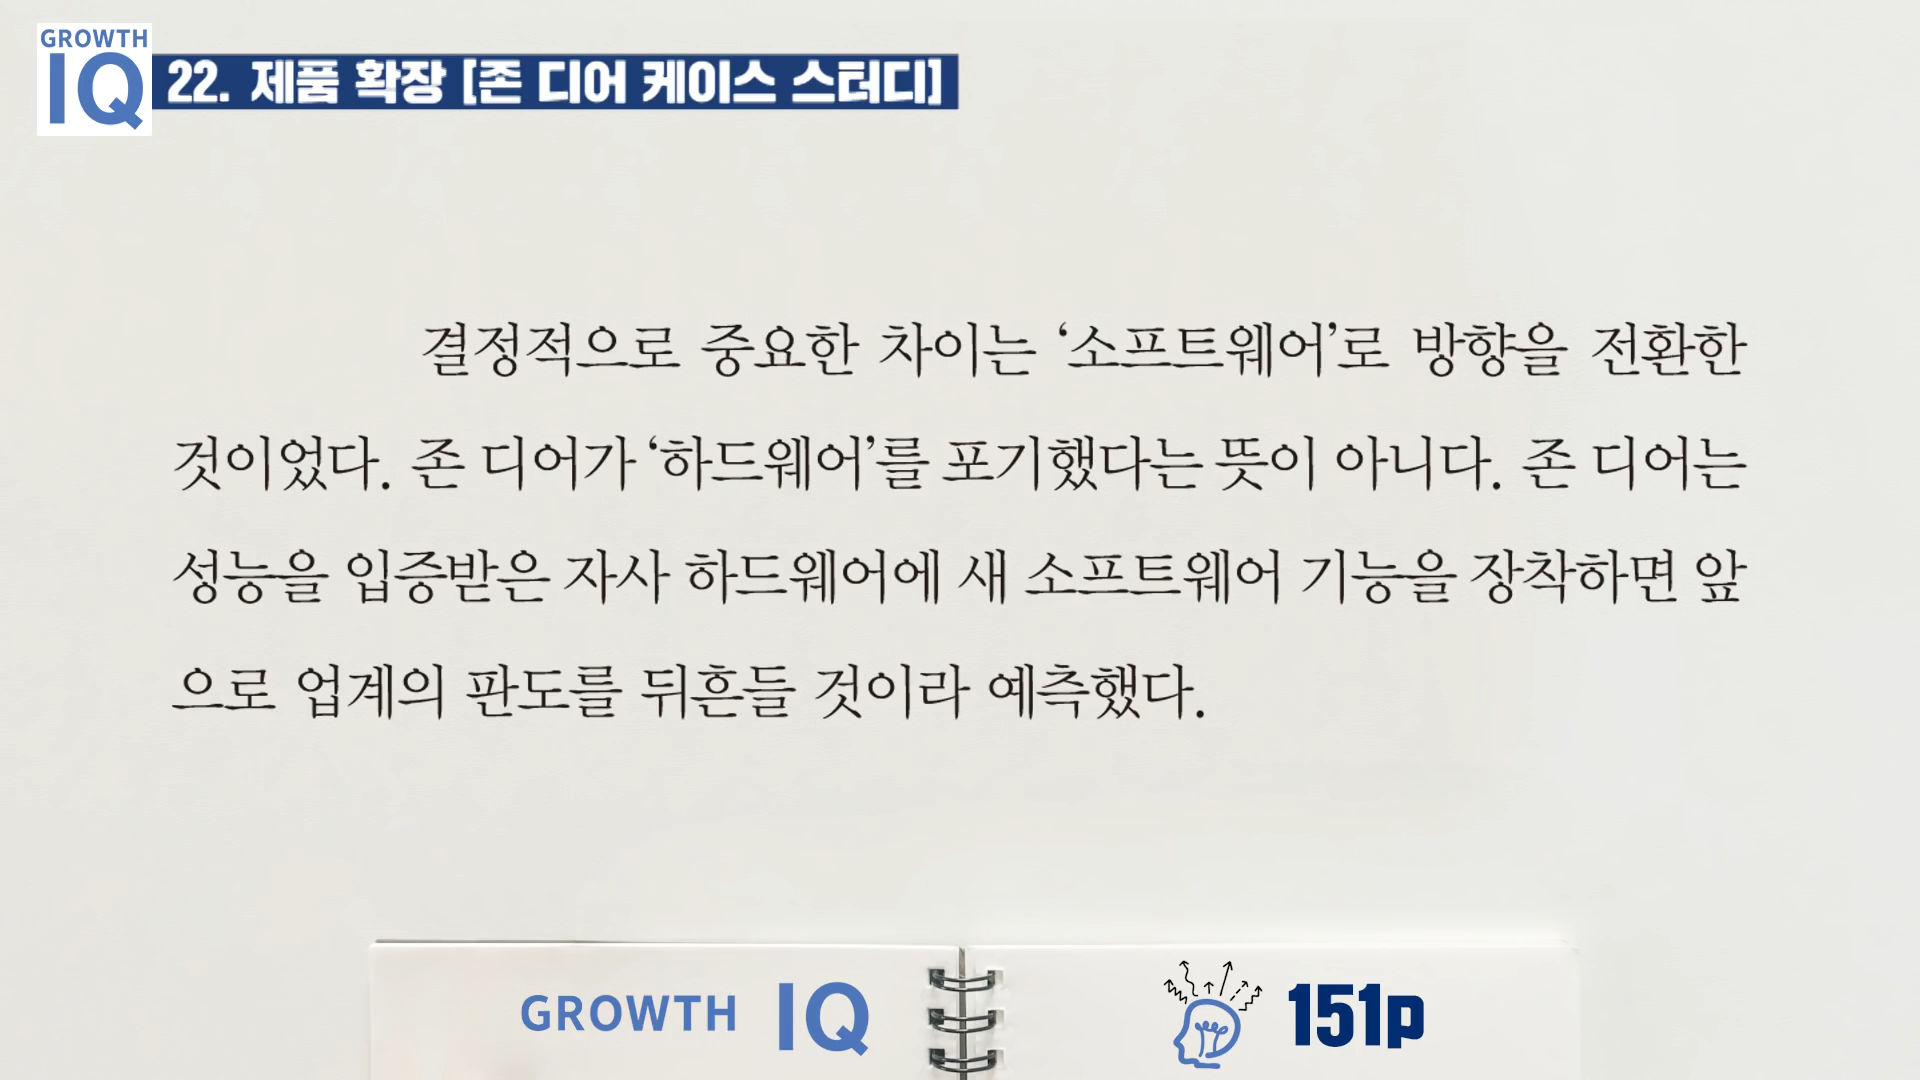 GROWTH
IQ
22. 제품 확장 [존 디어 케이스 스터디]
결정적으로 중요한 차이는 ‘소프트웨어’로 방향을 전환한
것이었다. 존 디어가 ‘하드웨어’를 포기했다는 뜻이 아니다. 존 디어는
성능을 입증받은 자사 하드웨어에 새 소프트웨어 기능을 장착하면 앞
으로 업계의 판도를 뒤흔들 것이라 예측했다.
GROWTH IQ
151p